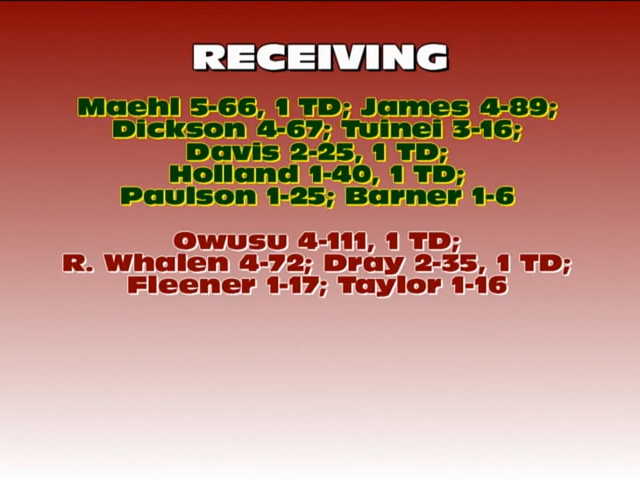 RECEIVING
Maehl 5-66, 1 TD; James 4-89;
Dickson 4-67; Tuinei 3-16;
Davis 2-25, 1 TD;
Holland 1-40, 1 TD;
Paulson 1-25; Barner 1-6
Owusu 4-111, 1 TD;
R. Whalen 4-72; Dray 2-35, 1 TD;
Fleener 1-17; Taylor 1-16